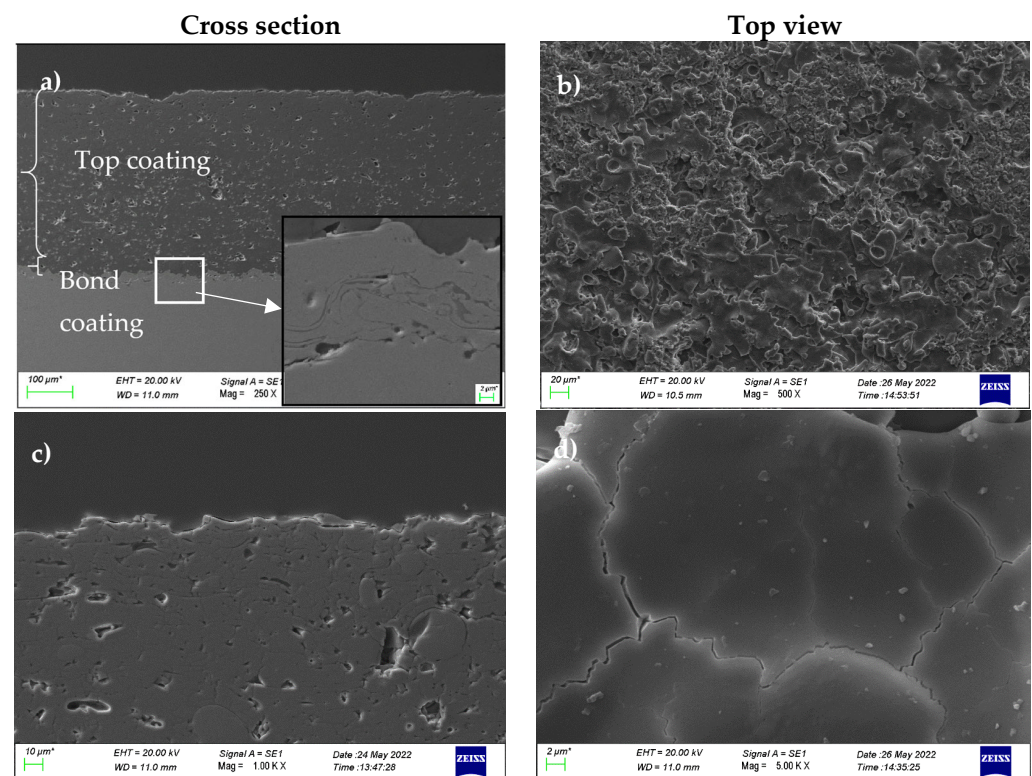 Cross section
Top view
a)
Top coating
Bond
coating
100 µm*
EHT = 20.00 kV
WD = 11.0 mm
Signal A = SE1
Mag = 250 X
2 µm*
b)
20 µm*
EHT = 20.00 kV
WD = 10.5 mm
Signal A = SE1
Mag = 500 X
Date :26 May 2022
Time :14:53:51
ZEISS
c)
10 µm*
EHT = 20.00 kV
WD = 11.0 mm
Signal A = SE1
Mag = 1.00 K X
Date :24 May 2022
Time :13:47:28
ZEISS
d)
2 µm*
EHT = 20.00 kV
WD = 11.0 mm
Signal A = SE1
Mag = 5.00 K X
Date :26 May 2022
Time :14:35:25
ZEISS